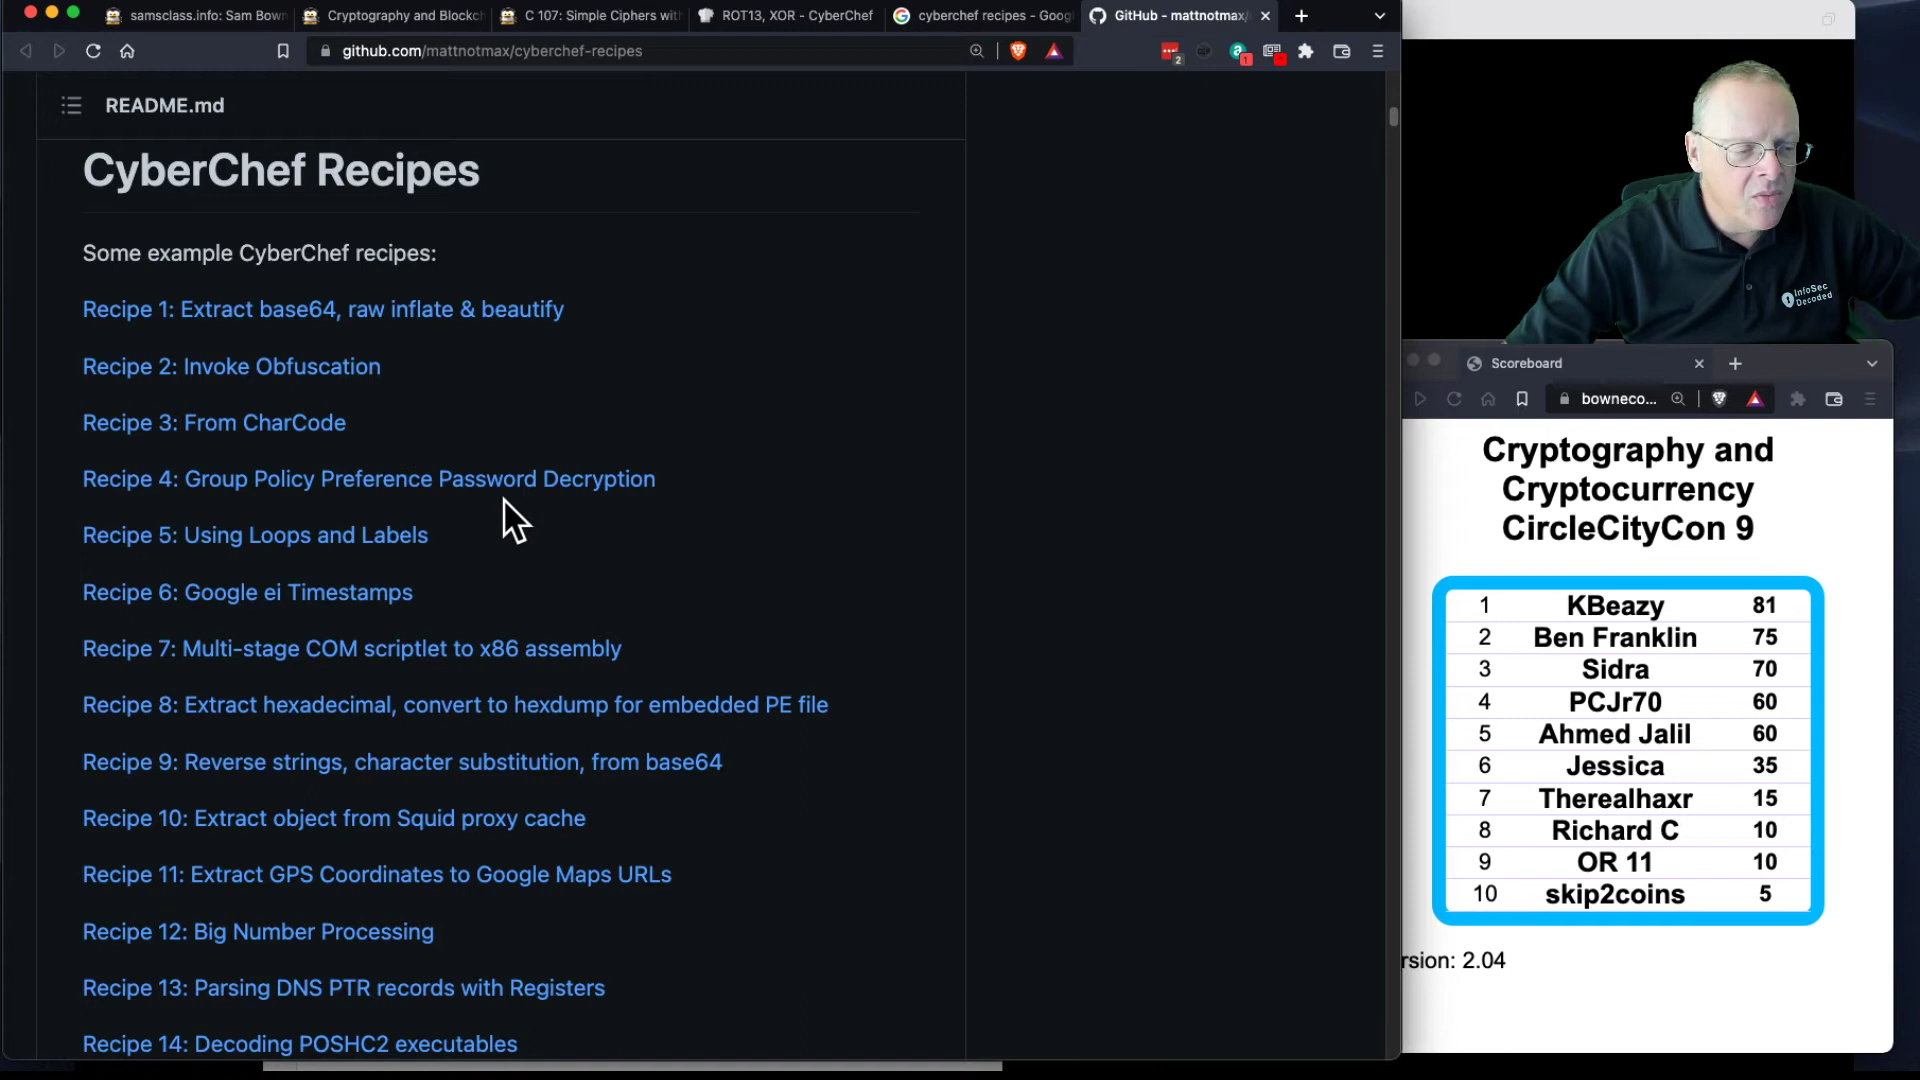 samsclass.info: Sam Bown
Cryptography and Blockch
C 107: Simple Ciphers with
ROT13, XOR - CyberChef
cyberchef recipes - Goog
GitHub - mattnotmax/
github.com/mattnotmax/cyberchef-recipes
2
1
README.md
CyberChef Recipes
Some example CyberChef recipes:
Recipe 1: Extract base64, raw inflate & beautify
Recipe 2: Invoke Obfuscation
Recipe 3: From CharCode
Recipe 4: Group Policy Preference Password Decryption
Recipe 5: Using Loops and Labels
Recipe 6: Google ei Timestamps
Recipe 7: Multi-stage COM scriptlet to x86 assembly
Recipe 8: Extract hexadecimal, convert to hexdump for embedded PE file
Recipe 9: Reverse strings, character substitution, from base64
Recipe 10: Extract object from Squid proxy cache
Recipe 11: Extract GPS Coordinates to Google Maps URLs
Recipe 12: Big Number Processing
Recipe 13: Parsing DNS PTR records with Registers
Recipe 14: Decoding POSHC2 executables
InfoSec
Decoded
Scoreboard
bowneco...
Cryptography and
Cryptocurrency
CircleCityCon 9
1 KBeazy 81
2 Ben Franklin 75
3 Sidra 70
4 PCJr70 60
5 Ahmed Jalil 60
6 Jessica 35
7 Therealhaxr 15
8 Richard C 10
9 OR 11 10
10 skip2coins 5
rsion: 2.04